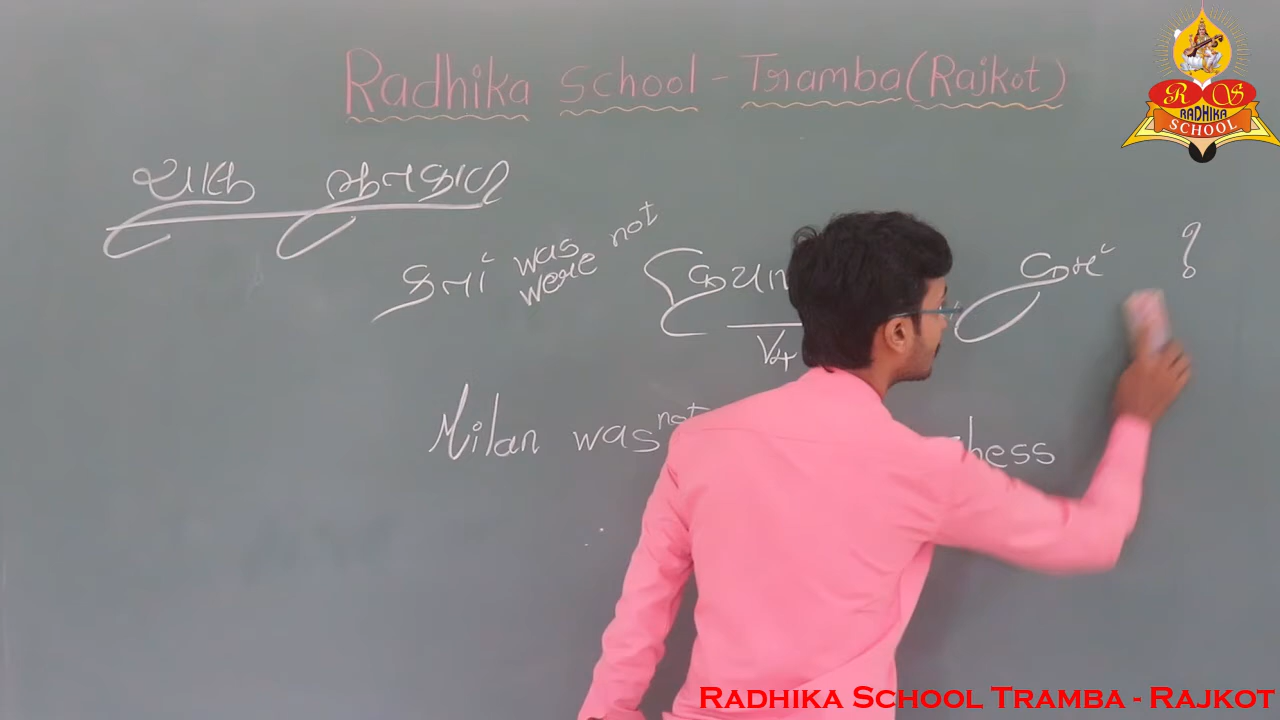 Radhika School - Tramba (Rajkot)
R S
RADHIKA
SCHOOL
ચાલુ ભૂતકાળ
કર્તા was were not ક્રિયા કર્મ ?
V4
Milan was not chess
RADHIKA SCHOOL TRAMBA - RAJKOT